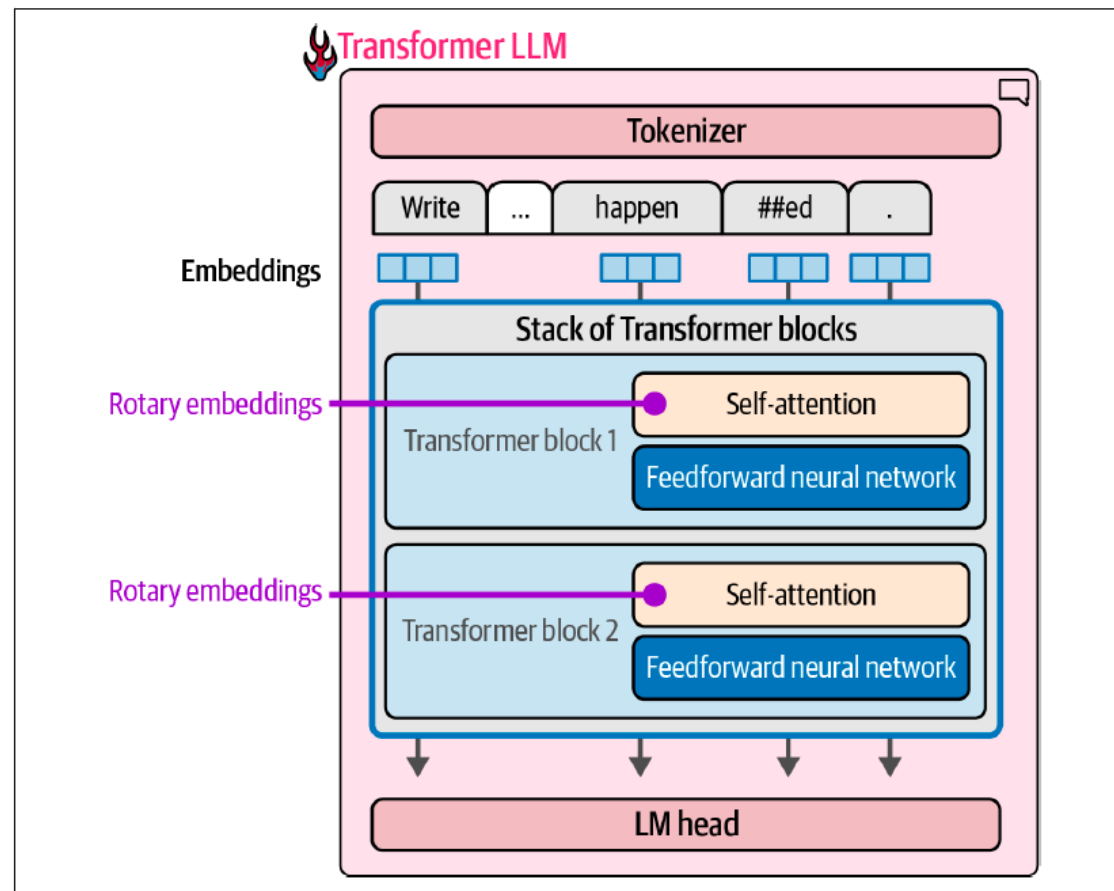 Transformer LLM
Tokenizer
Write ... happen ##ed .
Embeddings
Stack of Transformer blocks
Rotary embeddings
Self-attention
Transformer block 1
Feedforward neural network
Rotary embeddings
Self-attention
Transformer block 2
Feedforward neural network
LM head